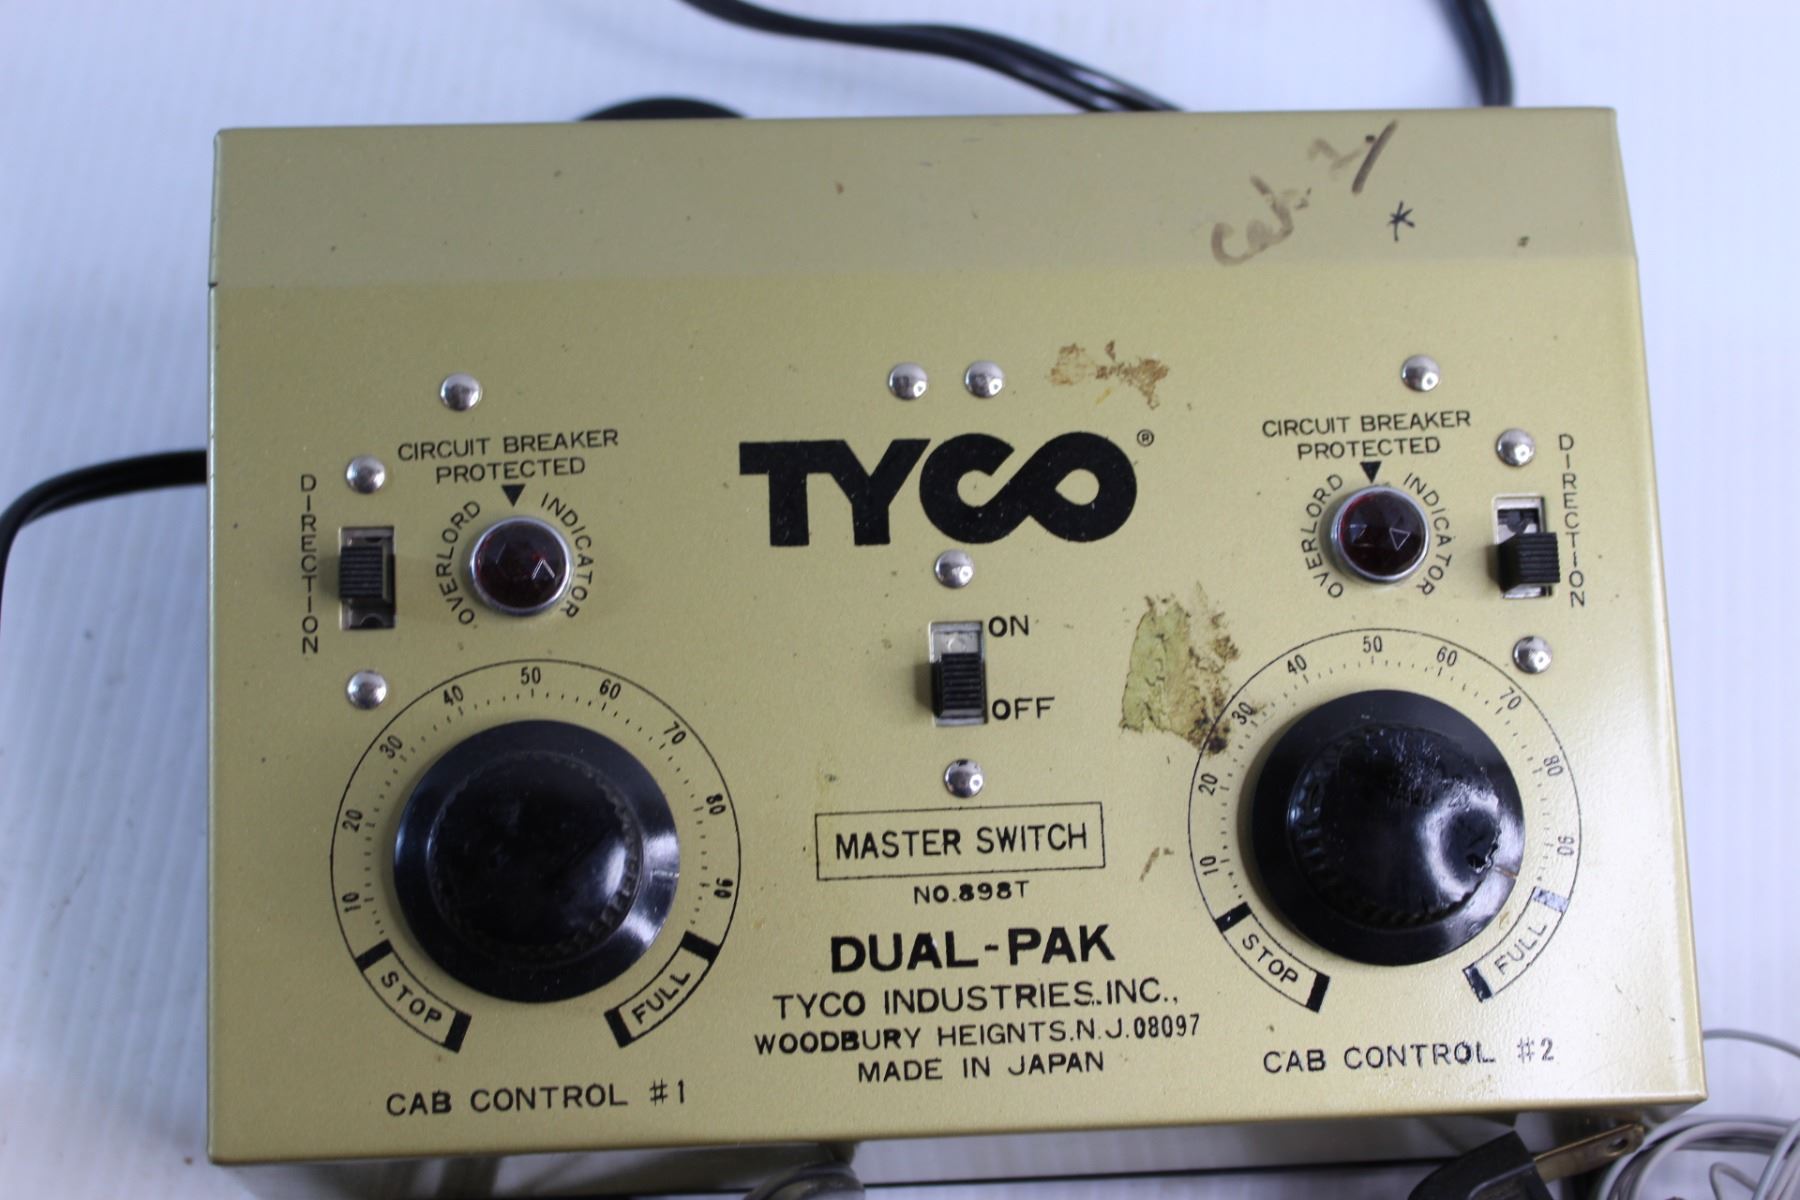 TYCO®
CIRCUIT BREAKER
PROTECTED
OVERLORD INDICATOR
DIRECTION
CIRCUIT BREAKER
PROTECTED
OVERLORD INDICATOR
DIRECTION
ON
OFF
10 20 30 40 50 60 70 80 90
STOP FULL
10 20 30 40 50 60 70 80 90
STOP FULL
MASTER SWITCH
NO.898T
DUAL-PAK
TYCO INDUSTRIES.INC.,
WOODBURY HEIGNTS.N.J.08097
MADE IN JAPAN
CAB CONTROL #1
CAB CONTROL #2